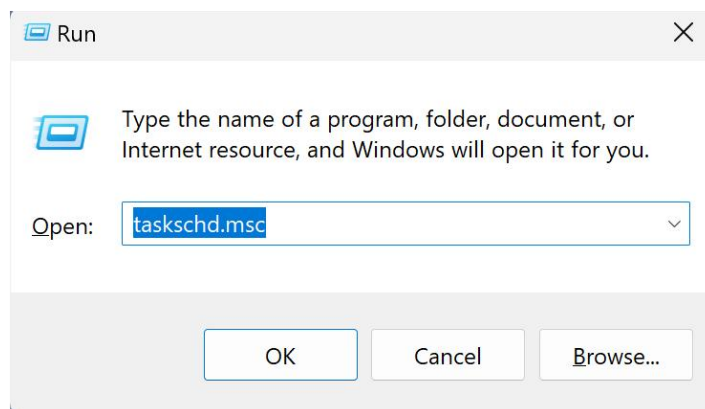 Run
Type the name of a program, folder, document, or
Internet resource, and Windows will open it for you.
Open: taskschd.msc
OK Cancel Browse...